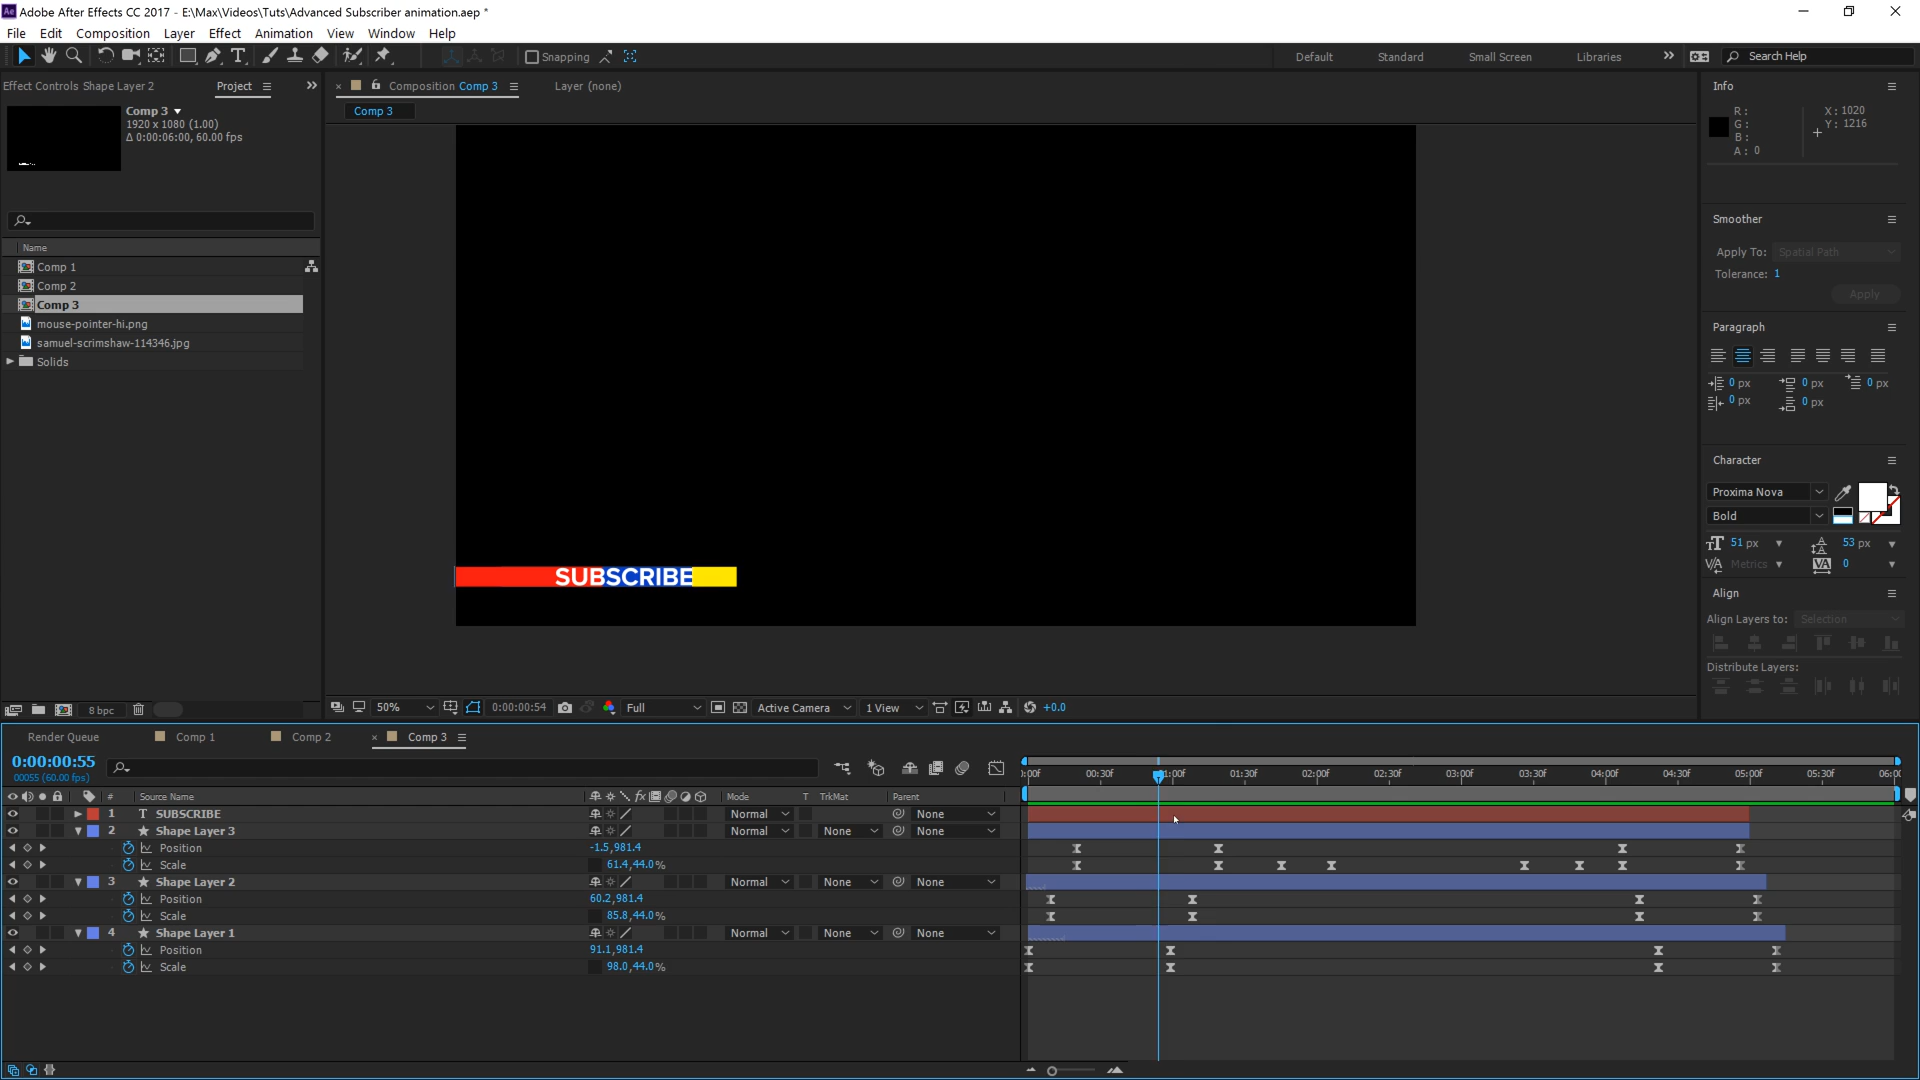 Adobe After Effects CC 2017 - E:\Max\Videos\Tuts\Advanced Subscriber animation.aep *
File Edit Composition Layer Effect Animation View Window Help
Snapping Default Standard Small Screen Libraries Search Help
Effect Controls Shape Layer 2 Project Composition Comp 3 Layer (none) Info
Comp 3
1920 x 1080 (1.00)
Δ 0:00:06:00, 60.00 fps
Comp 3
R:
G:
B:
A: 0
X: 1020
Y: 1216
Smoother
Apply To: Spatial Path
Tolerance: 1
Apply
Name
Comp 1
Comp 2
Comp 3
mouse-pointer-hi.png
samuel-scrimshaw-114346.jpg
Solids
Paragraph
0 px 0 px 0 px
0 px 0 px
Character
Proxima Nova
Bold
51 px 53 px
Metrics 0
Align
Align Layers to: Selection
Distribute Layers:
SUBSCRIBE
8 bpc 50% 0:00:00:54 Full Active Camera 1 View +0.0
Render Queue Comp 1 Comp 2 Comp 3
0:00:00:55
00055 (60.00 fps)
):00f 00:30f 01:00f 01:30f 02:00f 02:30f 03:00f 03:30f 04:00f 04:30f 05:00f 05:30f 06:00
# Source Name fx Mode T TrkMat Parent
1 T SUBSCRIBE Normal None
2 Shape Layer 3 Normal None None
Position -1.5,981.4
Scale 61.4,44.0%
3 Shape Layer 2 Normal None None
Position 60.2,981.4
Scale 85.8,44.0%
4 Shape Layer 1 Normal None None
Position 91.1,981.4
Scale 98.0,44.0%